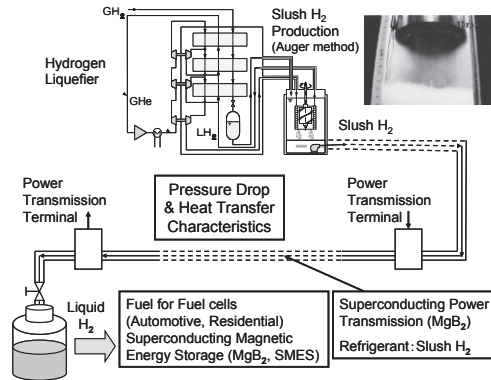 GH2
Slush H2
Production
(Auger method)
Hydrogen
Liquefier
GHe
LH2
Slush H2
Power
Transmission
Terminal
Pressure Drop
& Heat Transfer
Characteristics
Power
Transmission
Terminal
Liquid
H2
Fuel for Fuel cells
(Automotive, Residential)
Superconducting Magnetic
Energy Storage (MgB2, SMES)
Superconducting Power
Transmission (MgB2)
Refrigerant: Slush H2